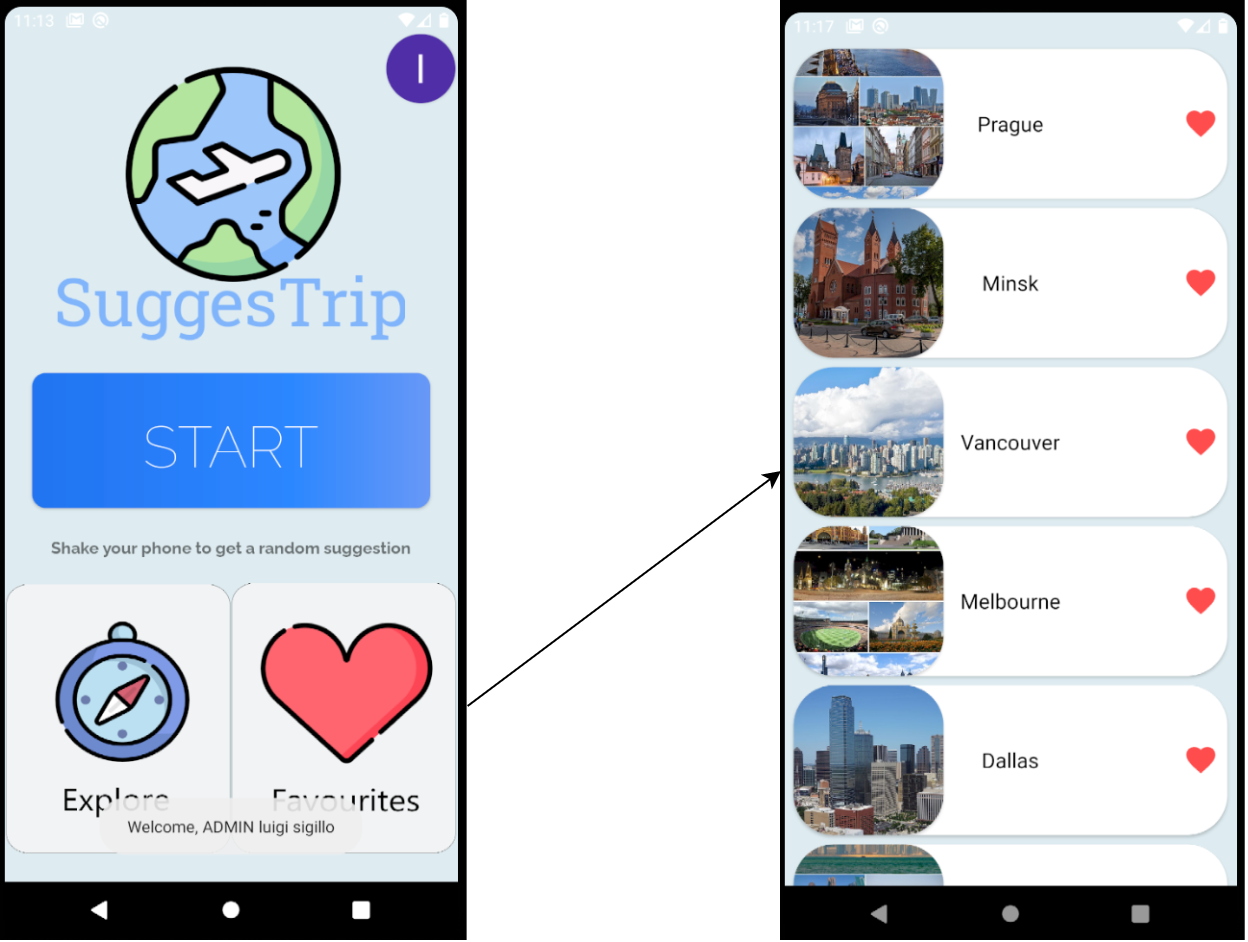 11:13
l
SuggesTrip
START
Shake your phone to get a random suggestion
Explore
Favourites
Welcome, ADMIN luigi sigillo
11:17
Prague
Minsk
Vancouver
Melbourne
Dallas